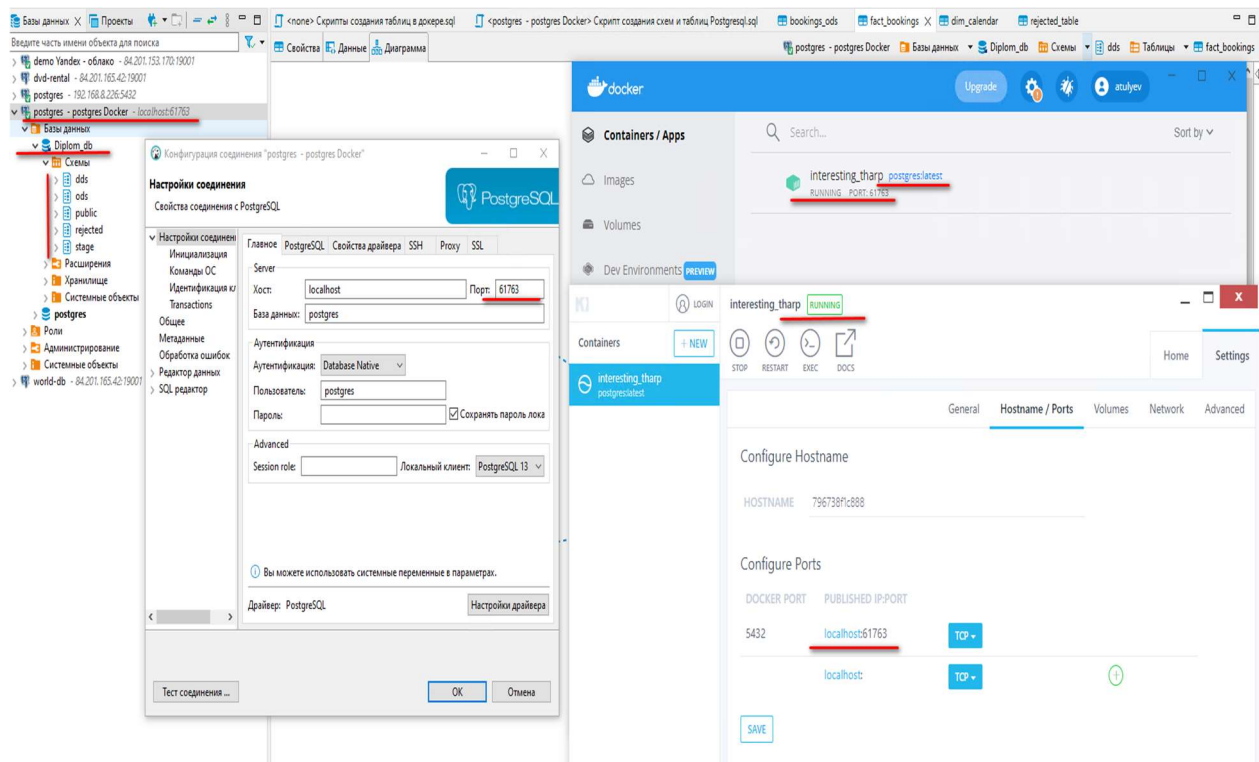 Базы данных
Проекты
<none> Скрипты создания таблиц в докере.sql
<postgres - postgres Docker> Скрипт создания схем и таблиц Postgresql.sql
bookings_ods
fact_bookings
dim_calendar
rejected_table
Введите часть имени объекта для поиска
Свойства
Данные
Диаграмма
postgres - postgres Docker
Базы данных
Diplom_db
Схемы
dds
Таблицы
fact_bookings
demo Yandex - облако - 84.201.153.170:19001
dvd-rental - 84.201.165.42:19001
postgres - 192.168.8.226:5432
postgres - postgres Docker - localhost:61763
Базы данных
Diplom_db
Схемы
dds
ods
public
rejected
stage
Расширения
Хранилище
Системные объекты
postgres
Роли
Администрирование
Системные объекты
world-db - 84.201.165.42:19001
Конфигурация соединения "postgres - postgres Docker"
Настройки соединения
Свойства соединения с PostgreSQL
PostgreSQL
Настройки соединен
Инициализация
Команды ОС
Идентификация кл
Transactions
Общее
Метаданные
Обработка ошибок
Редактор данных
SQL редактор
Главное
PostgreSQL
Свойства драйвера
SSH
Proxy
SSL
Server
Хост:
localhost
Порт:
61763
База данных:
postgres
Аутентификация
Аутентификация:
Database Native
Пользователь:
postgres
Пароль:
Сохранять пароль лока
Advanced
Session role:
Локальный клиент:
PostgreSQL 13
Вы можете использовать системные переменные в параметрах.
Драйвер: PostgreSQL
Настройки драйвера
Тест соединения ...
OK
Отмена
docker
Upgrade
atulyev
Containers / Apps
Images
Volumes
Dev Environments
PREVIEW
Search...
Sort by
interesting_tharp postgres:latest
RUNNING PORT: 61763
LOGIN
interesting_tharp
RUNNING
Containers
+ NEW
interesting_tharp
postgres:latest
STOP
RESTART
EXEC
DOCS
Home
Settings
General
Hostname / Ports
Volumes
Network
Advanced
Configure Hostname
HOSTNAME
796738f1c888
Configure Ports
DOCKER PORT
PUBLISHED IP:PORT
5432
localhost:61763
TCP
localhost:
TCP
SAVE